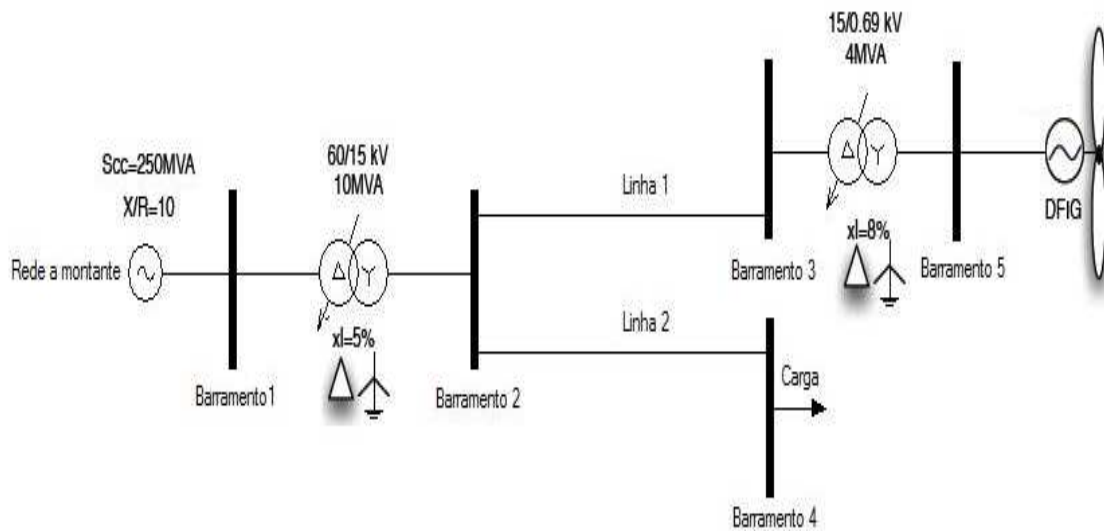 Scc=250MVA
X/R=10
Rede a montante
Barramento1
60/15 kV
10MVA
xl=5%
Barramento 2
Linha 1
Linha 2
Barramento 3
15/0.69 kV
4MVA
xl=8%
Barramento 5
DFIG
Carga
Barramento 4